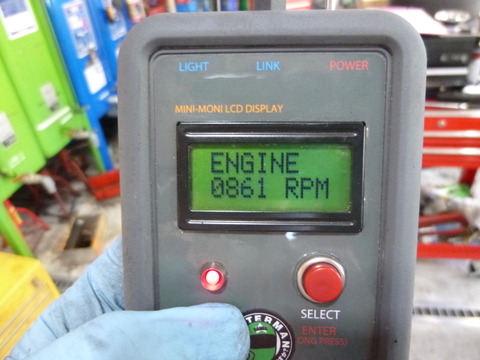 LIGHT LINK POWER
MINI-MONI LCD DISPLAY
ENGINE
0861 RPM
SELECT
ENTER